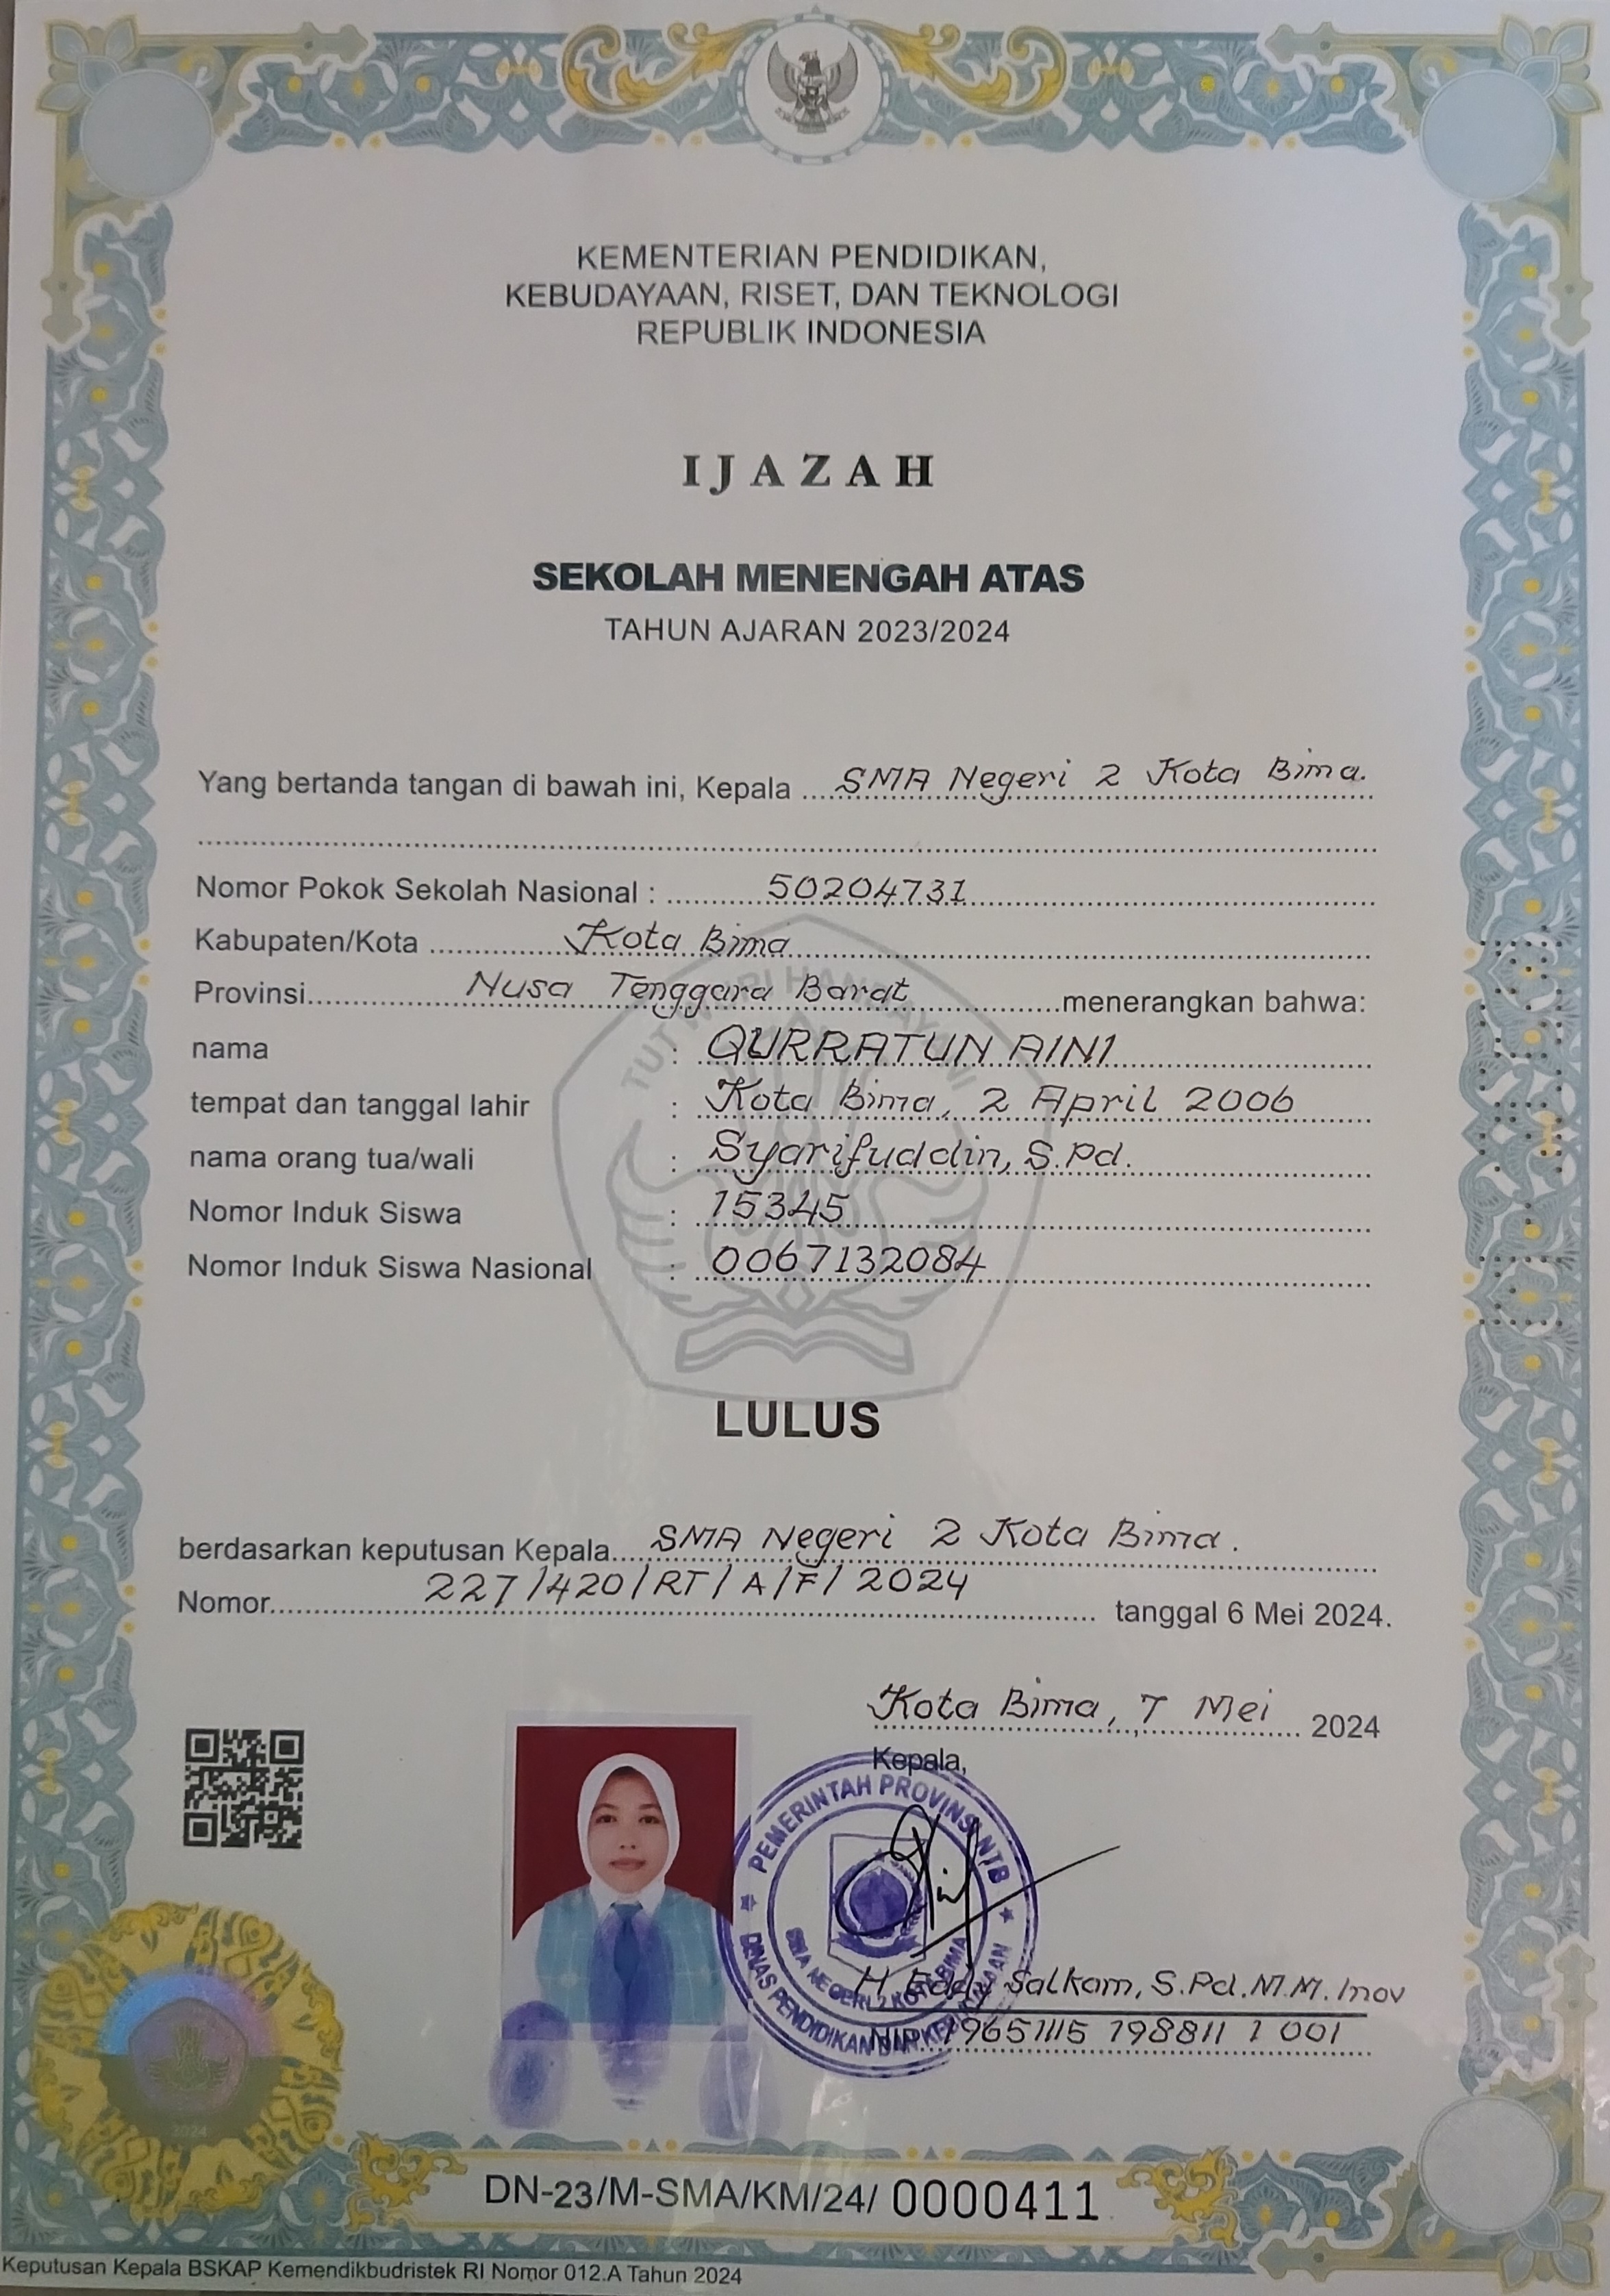 KEMENTERIAN PENDIDIKAN,
KEBUDAYAAN, RISET, DAN TEKNOLOGI
REPUBLIK INDONESIA
IJAZAH
SEKOLAH MENENGAH ATAS
TAHUN AJARAN 2023/2024
Yang bertanda tangan di bawah ini, Kepala SMA Negeri 2 Kota Bima.
Nomor Pokok Sekolah Nasional : 50204731
Kabupaten/Kota Kota Bima
Provinsi Nusa Tenggara Barat menerangkan bahwa:
nama : QURRATUN AINI
tempat dan tanggal lahir : Kota Bima, 2 April 2006
nama orang tua/wali : Syarifuddin, S.Pd.
Nomor Induk Siswa : 15345
Nomor Induk Siswa Nasional : 0067132084
TUT WURI HANDAYANI
LULUS
berdasarkan keputusan Kepala SMA Negeri 2 Kota Bima.
Nomor 227/420/RT/A/F/2024 tanggal 6 Mei 2024.
Kota Bima, 7 Mei 2024
Kepala,
PEMERINTAH PROVINSI NTB
SMA NEGERI 2 KOTA BIMA
DINAS PENDIDIKAN DAN KEBUDAYAAN
H Eddy Salkam, S.Pd.M.M.Inov
NIP. 19651115 198811 1 001
2024
DN-23/M-SMA/KM/24/ 0000411
Keputusan Kepala BSKAP Kemendikbudristek RI Nomor 012.A Tahun 2024